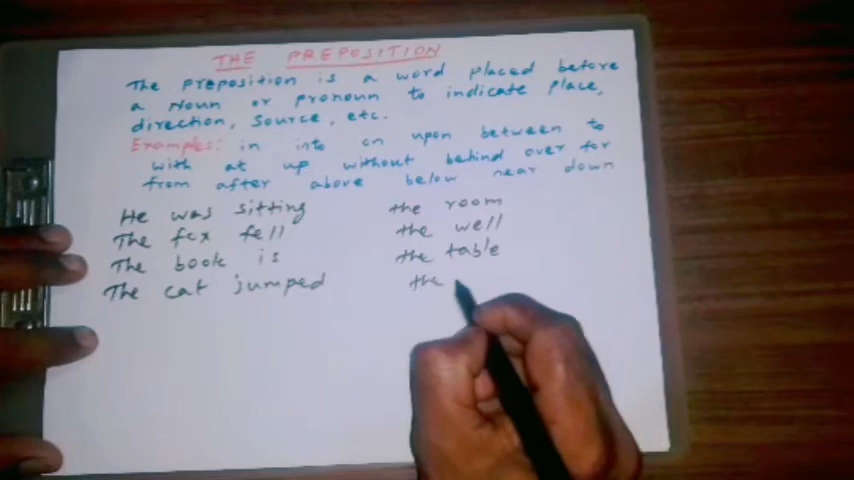 THE PREPOSITION
The preposition is a word placed before
a Noun or pronoun to indicate place,
direction, source, etc.
Examples: in into on upon between to
with at up without behind over for
from after above below near down
He was sitting the room
The fox fell the well
The book is the table
The cat jumped the